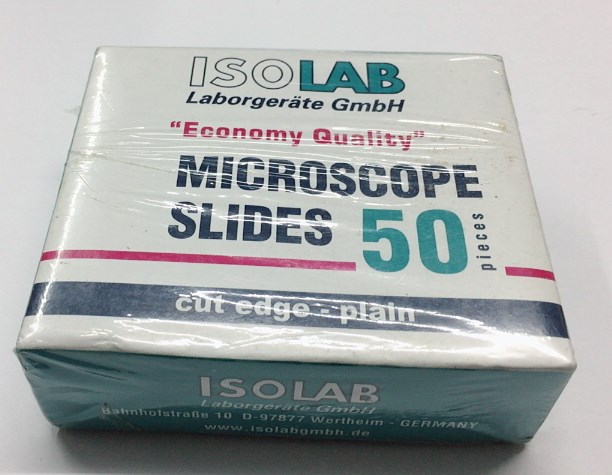 ISOLAB
Laborgeräte GmbH
"Economy Quality"
MICROSCOPE
SLIDES 50 pieces
cut edge - plain
ISOLAB
Laborgeräte GmbH
Bahnhofstraße 10 D-97877 Wertheim - GERMANY
www.isolabgmbh.de